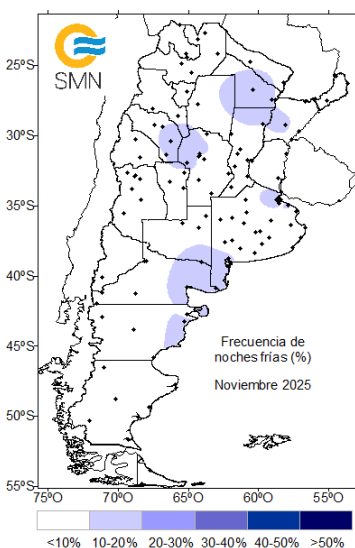 SMN
25°S
30°S
35°S
40°S
45°S
50°S
55°S
Frecuencia de
noches frías (%)
Noviembre 2025
75°W 70°W 65°W 60°W 55°W
<10% 10-20% 20-30% 30-40% 40-50% >50%